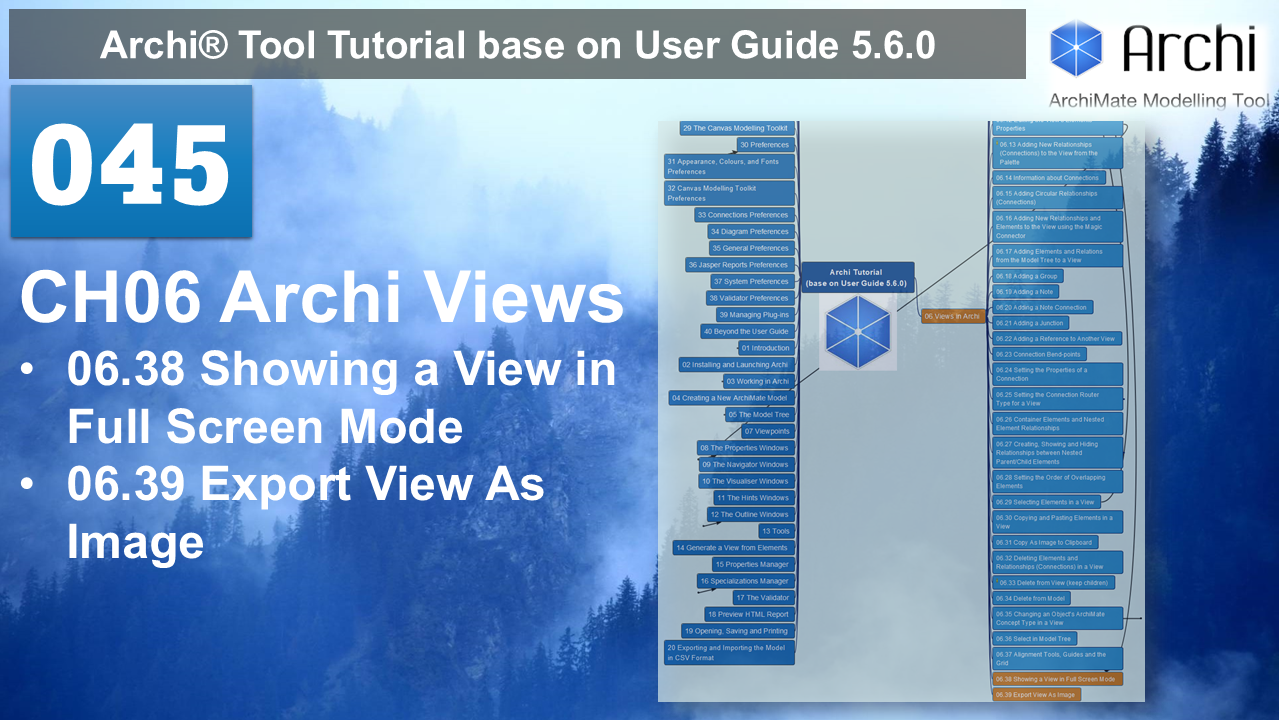 Archi® Tool Tutorial base on User Guide 5.6.0
Archi
ArchiMate Modelling Tool
045
CH06 Archi Views
• 06.38 Showing a View in
Full Screen Mode
• 06.39 Export View As
Image
29 The Canvas Modelling Toolkit
30 Preferences
31 Appearance, Colours, and Fonts
Preferences
32 Canvas Modelling Toolkit
Preferences
33 Connections Preferences
34 Diagram Preferences
35 General Preferences
36 Jasper Reports Preferences
37 System Preferences
38 Validator Preferences
39 Managing Plug-ins
40 Beyond the User Guide
01 Introduction
02 Installing and Launching Archi
03 Working in Archi
04 Creating a New ArchiMate Model
05 The Model Tree
07 Viewpoints
08 The Properties Windows
09 The Navigator Windows
10 The Visualiser Windows
11 The Hints Windows
12 The Outline Windows
13 Tools
14 Generate a View from Elements
15 Properties Manager
16 Specializations Manager
17 The Validator
18 Preview HTML Report
19 Opening, Saving and Printing
20 Exporting and Importing the Model
in CSV Format
Archi Tutorial
(base on User Guide 5.6.0)
06 Views in Archi
Properties
06.13 Adding New Relationships
(Connections) to the View from the
Palette
06.14 Information about Connections
06.15 Adding Circular Relationships
(Connections)
06.16 Adding New Relationships and
Elements to the View using the Magic
Connector
06.17 Adding Elements and Relations
from the Model Tree to a View
06.18 Adding a Group
06.19 Adding a Note
06.20 Adding a Note Connection
06.21 Adding a Junction
06.22 Adding a Reference to Another View
06.23 Connection Bend-points
06.24 Setting the Properties of a
Connection
06.25 Setting the Connection Router
Type for a View
06.26 Container Elements and Nested
Element Relationships
06.27 Creating, Showing and Hiding
Relationships between Nested
Parent/Child Elements
06.28 Setting the Order of Overlapping
Elements
06.29 Selecting Elements in a View
06.30 Copying and Pasting Elements in a
View
06.31 Copy As Image to Clipboard
06.32 Deleting Elements and
Relationships (Connections) in a View
06.33 Delete from View (keep children)
06.34 Delete from Model
06.35 Changing an Object's ArchiMate
Concept Type in a View
06.36 Select in Model Tree
06.37 Alignment Tools, Guides and the
Grid
06.38 Showing a View in Full Screen Mode
06.39 Export View As Image